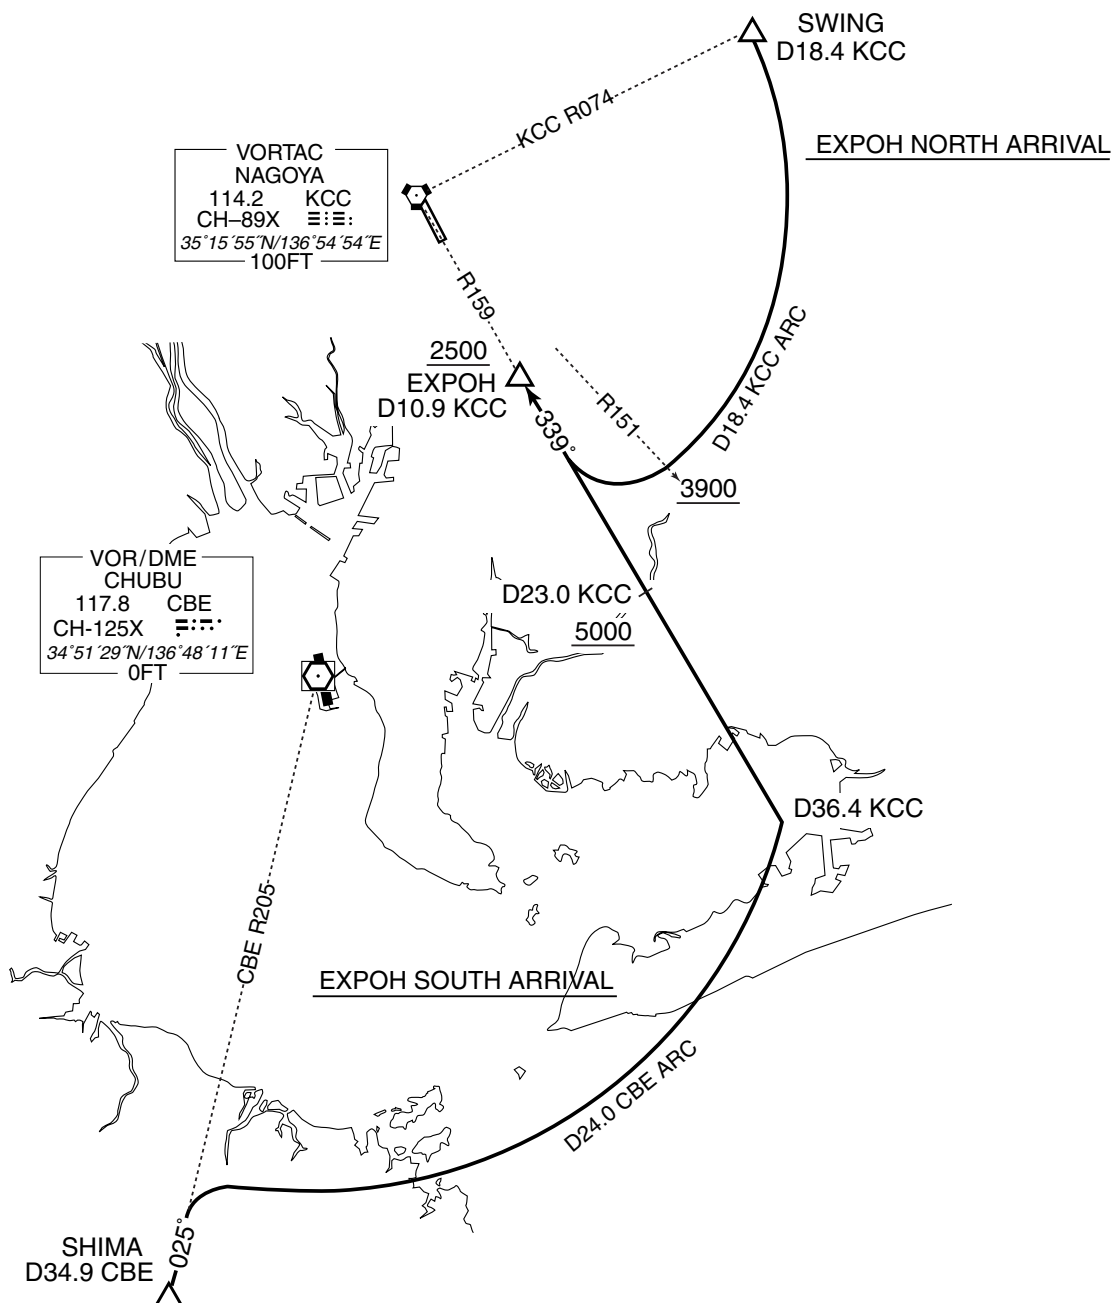 SWING
D18.4 KCC
KCC R074
EXPOH NORTH ARRIVAL
VORTAC
NAGOYA
114.2 KCC
CH–89X
35°15´55˝N/136°54´54˝E
100FT
R159
2500
EXPOH
D10.9 KCC
339°
R151
D18.4 KCC ARC
3900
VOR/DME
CHUBU
117.8 CBE
CH-125X
34°51´29˝N/136°48´11˝E
0FT
D23.0 KCC
5000
D36.4 KCC
CBE R205
EXPOH SOUTH ARRIVAL
D24.0 CBE ARC
025°
SHIMA
D34.9 CBE